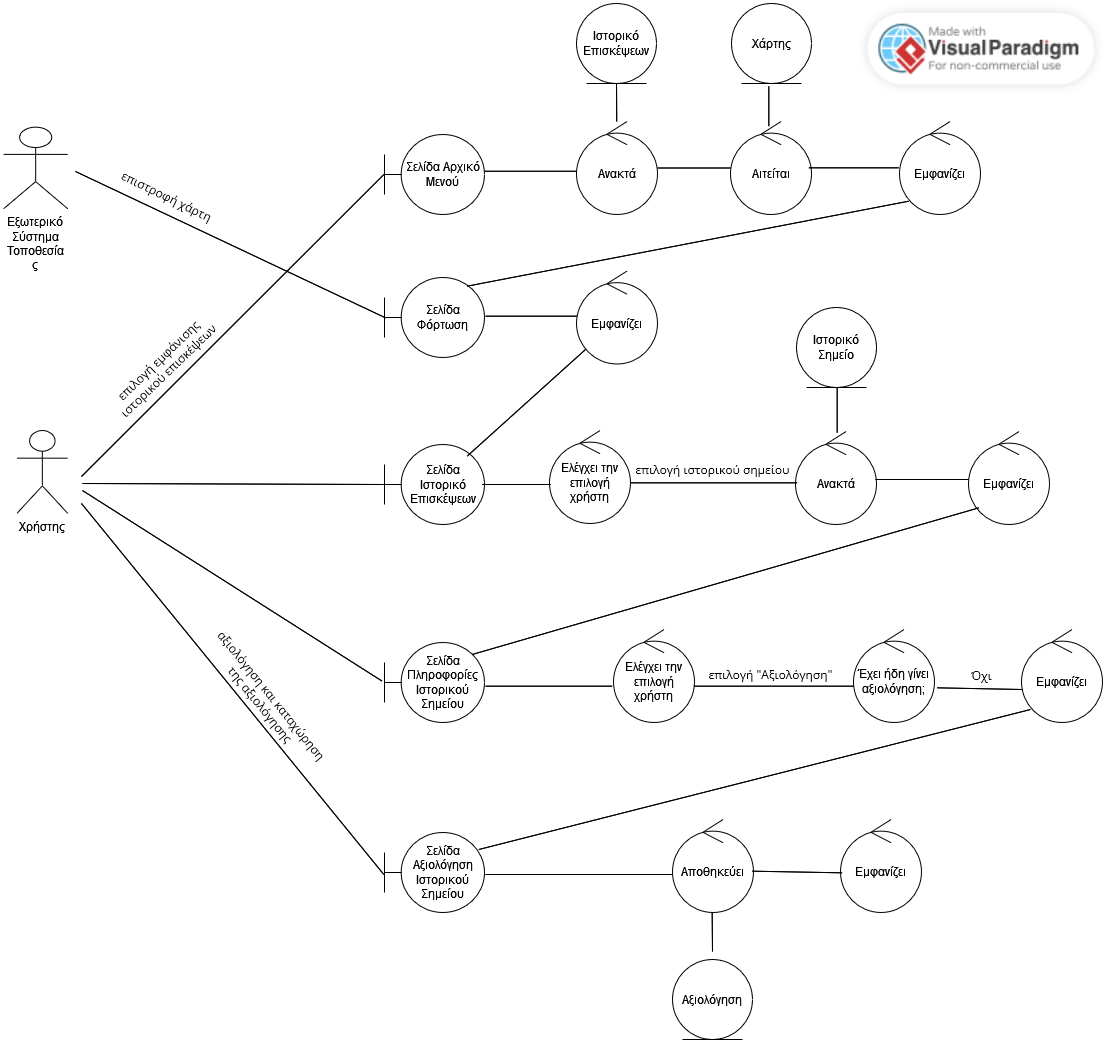 Ιστορικό
Επισκέψεων
Χάρτης
Made with
Visual Paradigm
For non-commercial use
Εξωτερικό
Σύστημα
Τοποθεσία
ς
επιστροφή χάρτη
Σελίδα Αρχικό
Μενού
Ανακτά
Αιτείται
Εμφανίζει
Σελίδα
Φόρτωση
Εμφανίζει
Ιστορικό
Σημείο
επιλογή εμφάνισης
ιστορικού επισκέψεων
Χρήστης
Σελίδα
Ιστορικό
Επισκέψεων
Ελέγχει την
επιλογή
χρήστη
επιλογή ιστορικού σημείου
Ανακτά
Εμφανίζει
αξιολόγηση και καταχώρηση
της αξιολόγησης
Σελίδα
Πληροφορίες
Ιστορικού
Σημείου
Ελέγχει την
επιλογή
χρήστη
επιλογή "Αξιολόγηση"
Έχει ήδη γίνει
αξιολόγηση;
Όχι
Εμφανίζει
Σελίδα
Αξιολόγηση
Ιστορικού
Σημείου
Αποθηκεύει
Εμφανίζει
Αξιολόγηση